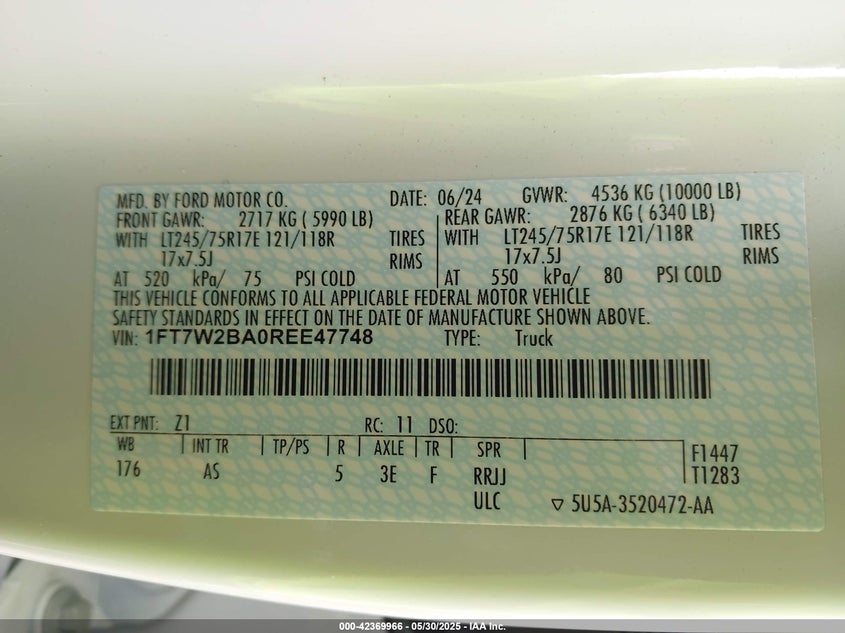 MFD. BY FORD MOTOR CO. DATE: 06/24 GVWR: 4536 KG (10000 LB)
FRONT GAWR: 2717 KG ( 5990 LB) REAR GAWR: 2876 KG ( 6340 LB)
WITH LT245/75R17E 121/118R TIRES WITH LT245/75R17E 121/118R TIRES
17x7.5J RIMS 17x7.5J RIMS
AT 520 kPa/ 75 PSI COLD AT 550 kPa/ 80 PSI COLD
THIS VEHICLE CONFORMS TO ALL APPLICABLE FEDERAL MOTOR VEHICLE
SAFETY STANDARDS IN EFFECT ON THE DATE OF MANUFACTURE SHOWN ABOVE.
VIN: 1FT7W2BA0REE47748 TYPE: Truck
EXT PNT: Z1 RC: 11 DSO:
WB INT TR TP/PS R AXLE TR SPR F1447
176 AS 5 3E F RRJJ T1283
ULC ▽ 5U5A-3520472-AA
000-42369966 - 05/30/2025 - IAA Inc.